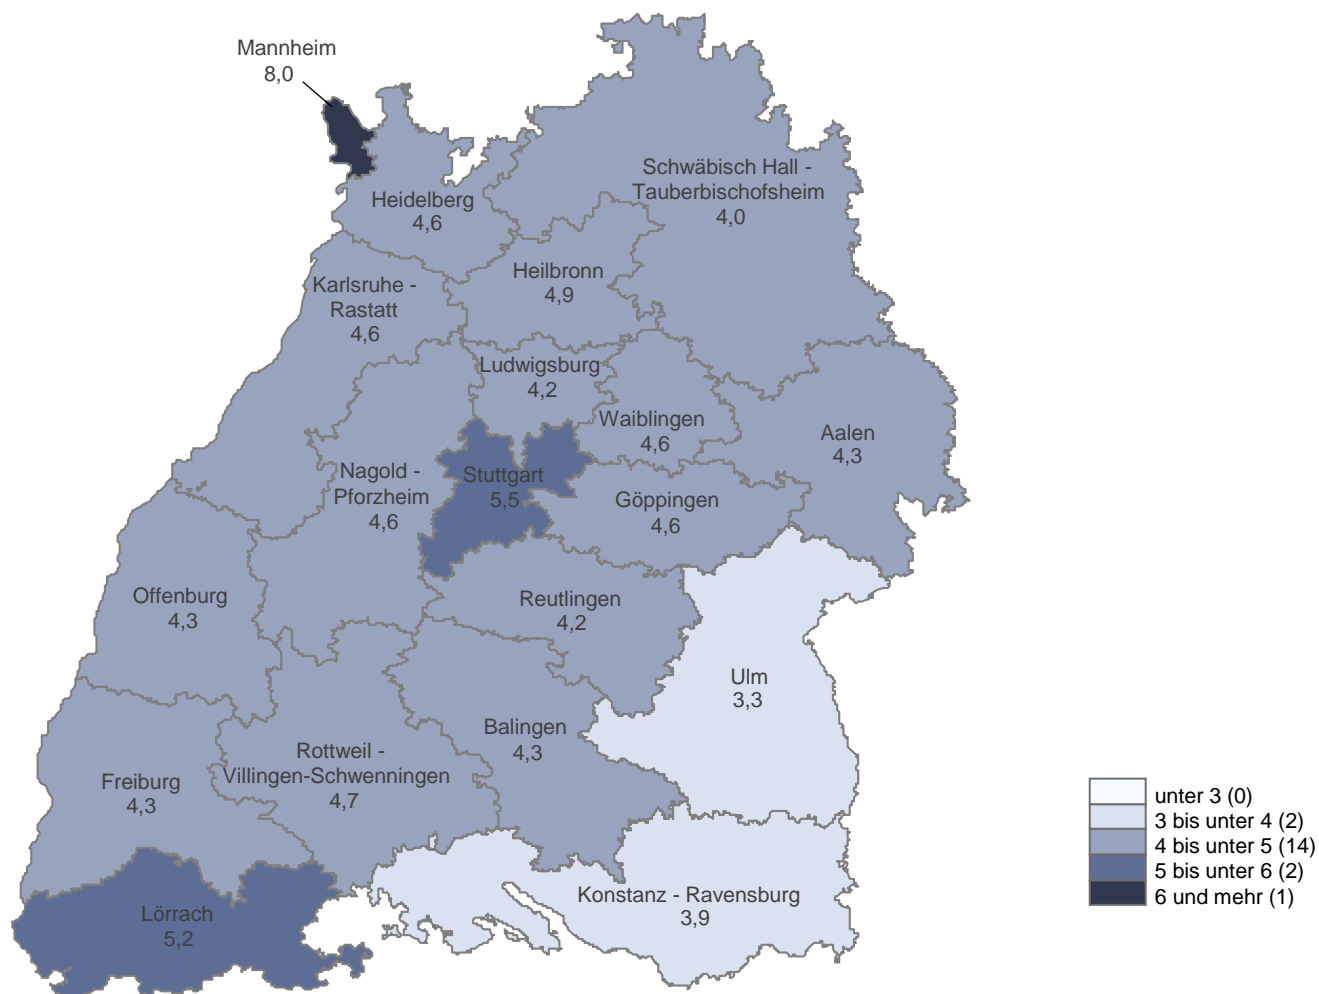 Mannheim
8,0
Schwäbisch Hall -
Tauberbischofsheim
4,0
Heidelberg
4,6
Heilbronn
4,9
Karlsruhe -
Rastatt
4,6
Ludwigsburg
4,2
Waiblingen
4,6
Aalen
4,3
Nagold -
Pforzheim
4,6
Stuttgart
5,5
Göppingen
4,6
Offenburg
4,3
Reutlingen
4,2
Ulm
3,3
Balingen
4,3
Rottweil -
Villingen-Schwenningen
4,7
Freiburg
4,3
Konstanz - Ravensburg
3,9
Lörrach
5,2
unter 3 (0)
3 bis unter 4 (2)
4 bis unter 5 (14)
5 bis unter 6 (2)
6 und mehr (1)